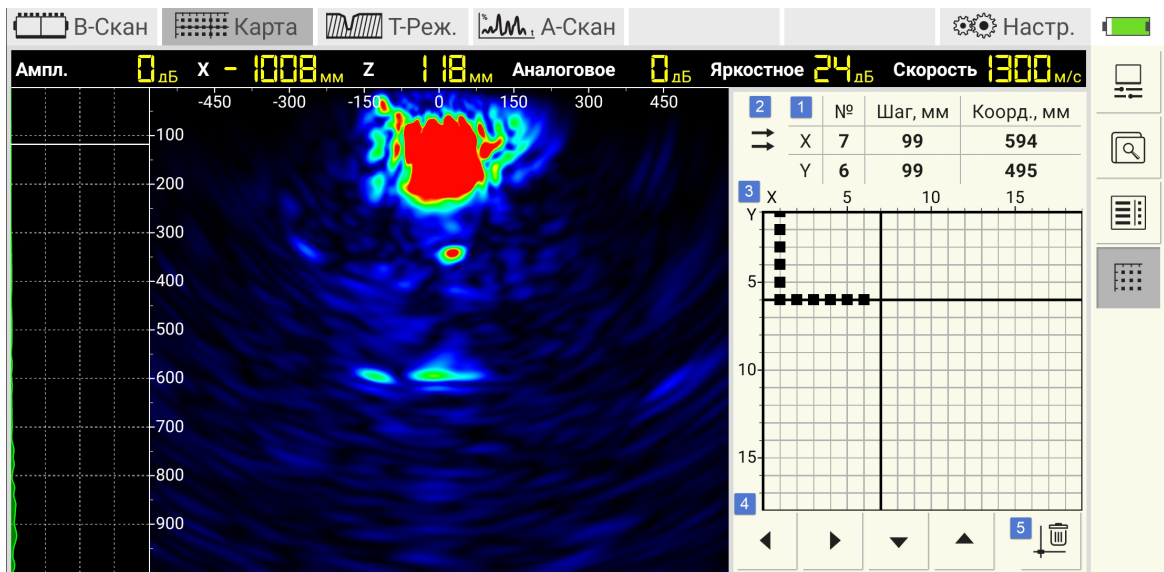 В-Скан Карта Т-Реж. А-Скан Настр.
Ампл. 0 дБ X - 1008 мм Z 118 мм Аналоговое 0 дБ Яркостное 24 дБ Скорость 1300 м/с
-450 -300 -150 0 150 300 450
100
200
300
400
500
600
700
800
900
2 1 № Шаг, мм Коорд., мм
X 7 99 594
Y 6 99 495
3 X 5 10 15
Y
5
10
15
4
5